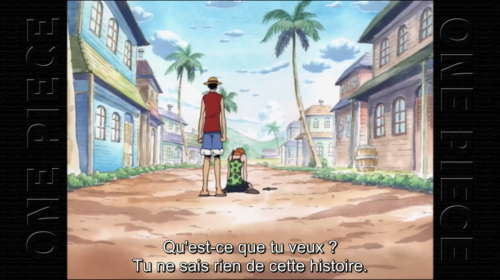 ONE PIECE
Qu'est-ce que tu veux ?
Tu ne sais rien de cette histoire.
ONE PIECE